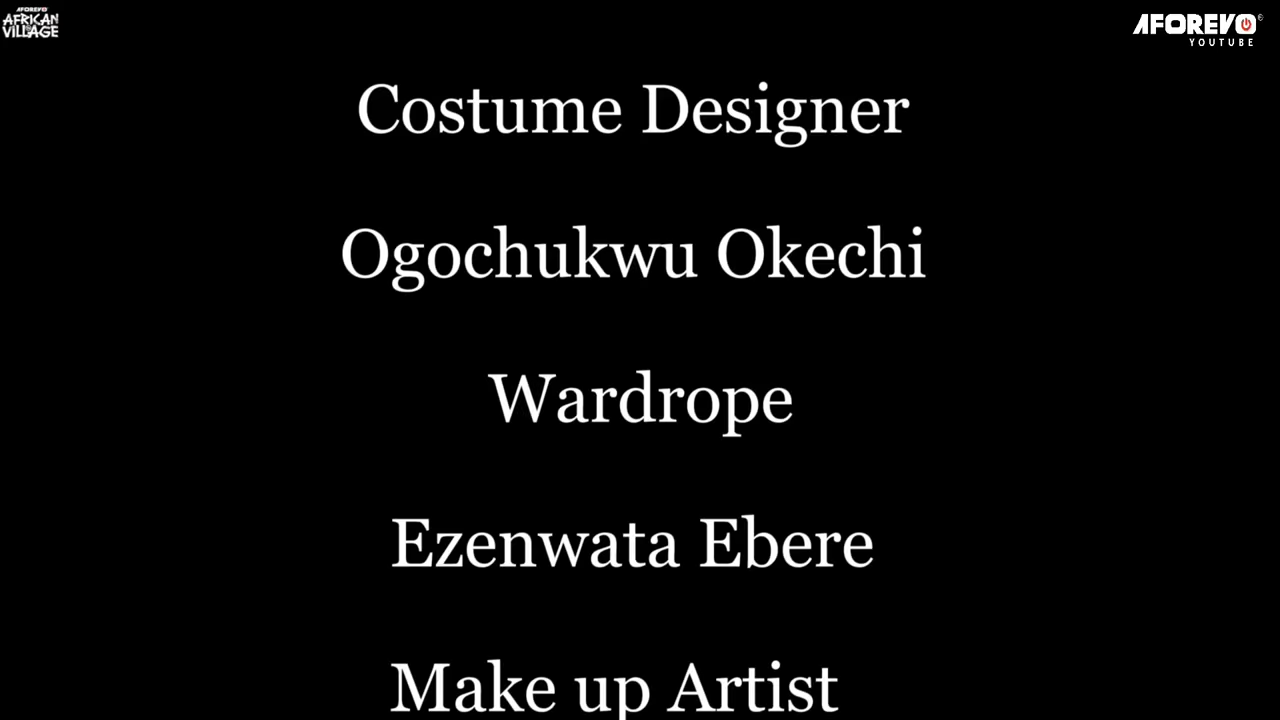 AFOREVO
AFRICAN
VILLAGE
AFOREVO
YOUTUBE
Costume Designer
Ogochukwu Okechi
Wardrope
Ezenwata Ebere
Make up Artist